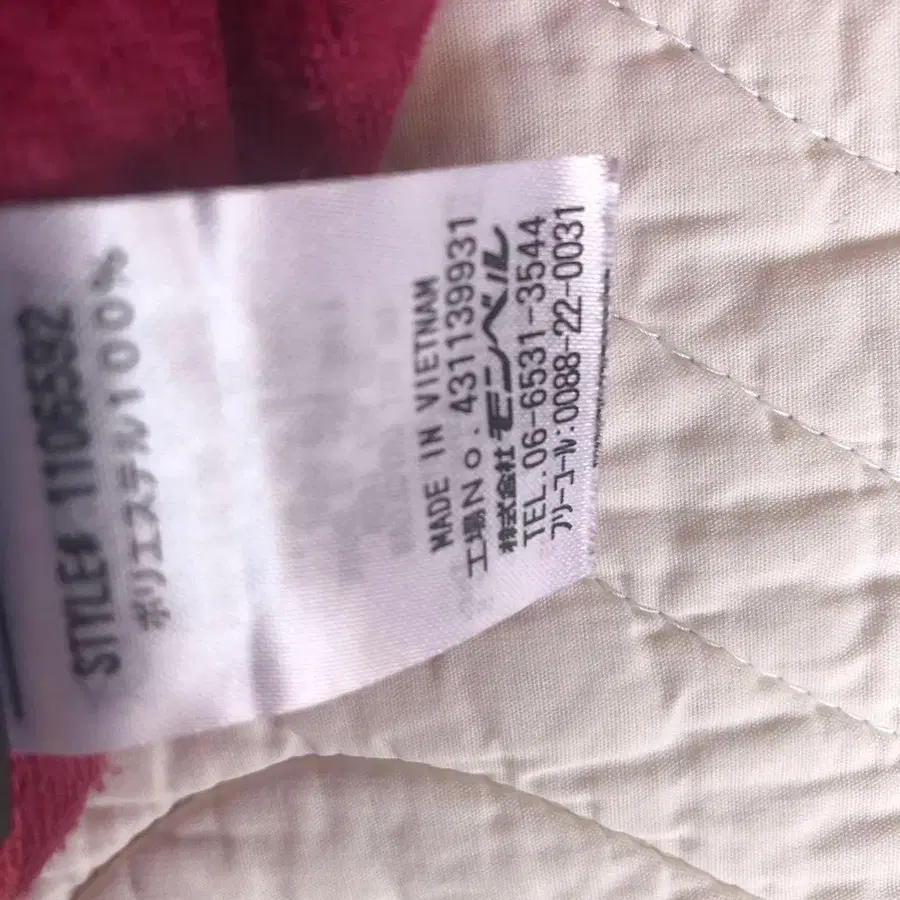 STYLE# 1106592
ポリエステル100%
MADE IN VIETNAM
工場No.431139931
株式会社モンベル
TEL.06-6531-3544
フリーコール:0088-22-0031